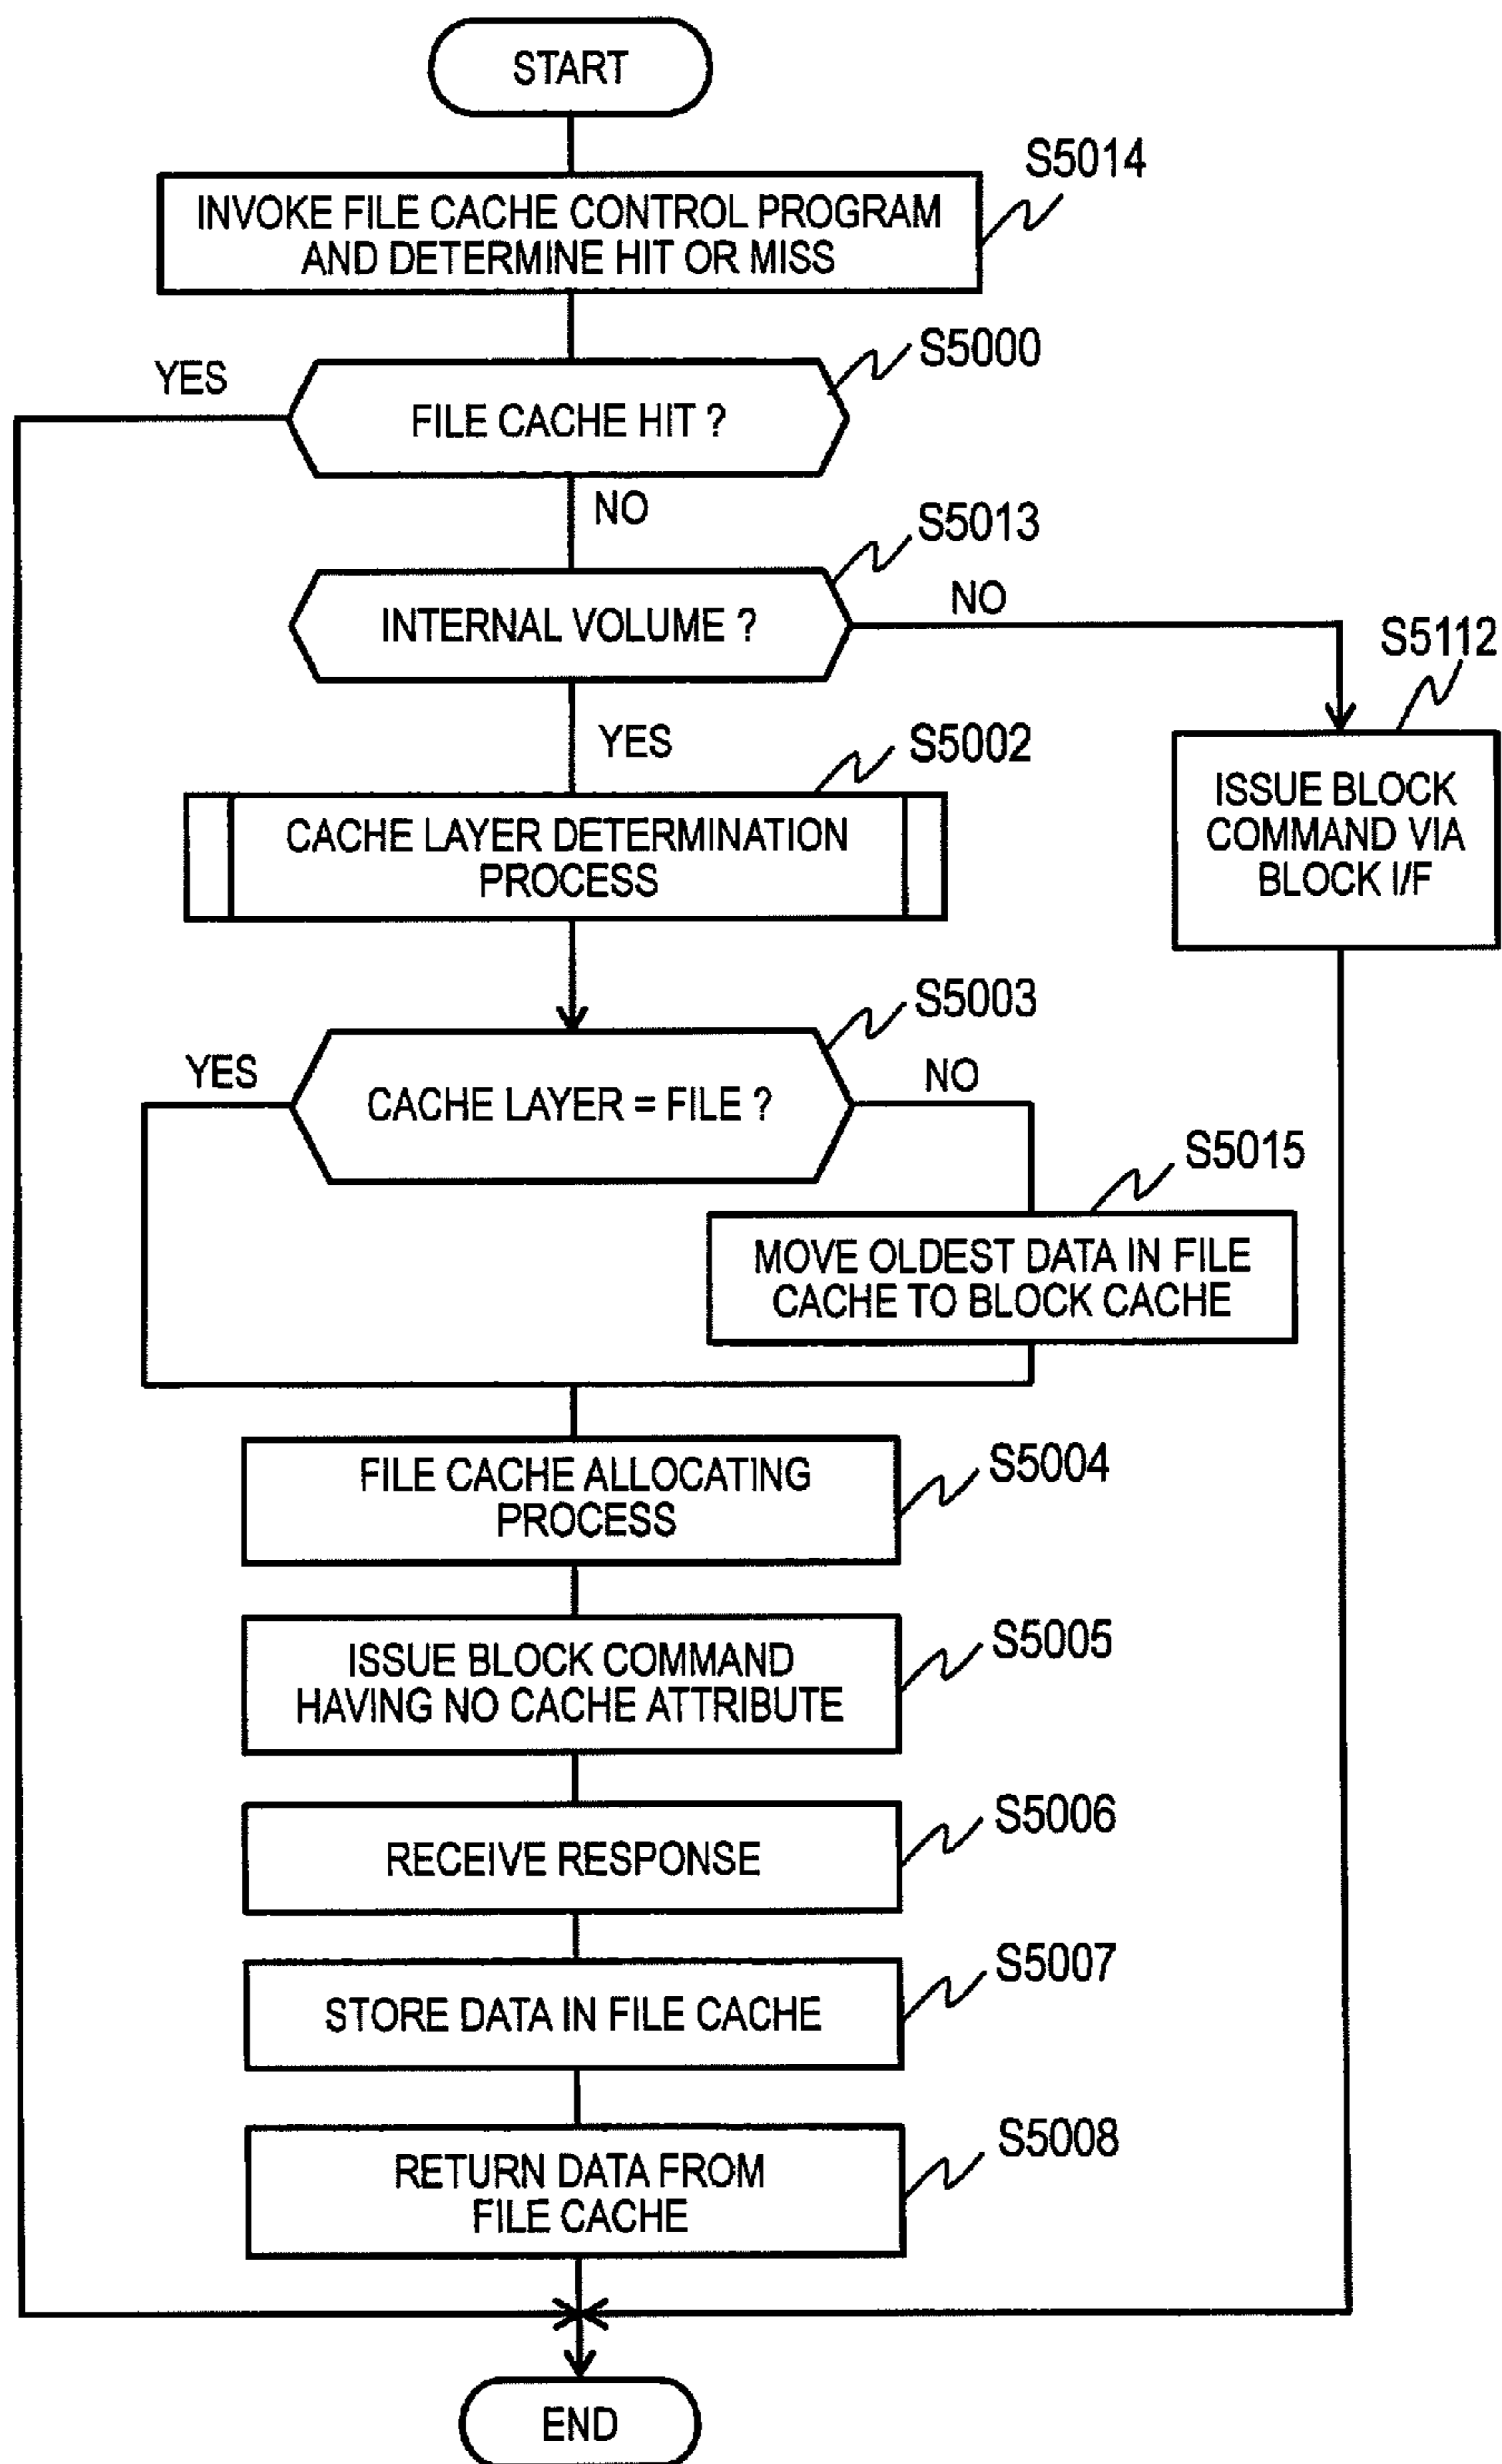 START
S5014
INVOKE FILE CACHE CONTROL PROGRAM
AND DETERMINE HIT OR MISS
S5000
YES
FILE CACHE HIT ?
NO
S5013
INTERNAL VOLUME ?
NO
S5112
YES
S5002
ISSUE BLOCK
COMMAND VIA
BLOCK I/F
CACHE LAYER DETERMINATION
PROCESS
S5003
YES
CACHE LAYER = FILE ?
NO
S5015
MOVE OLDEST DATA IN FILE
CACHE TO BLOCK CACHE
FILE CACHE ALLOCATING
PROCESS
S5004
ISSUE BLOCK COMMAND
HAVING NO CACHE ATTRIBUTE
S5005
RECEIVE RESPONSE
S5006
STORE DATA IN FILE CACHE
S5007
RETURN DATA FROM
FILE CACHE
S5008
END